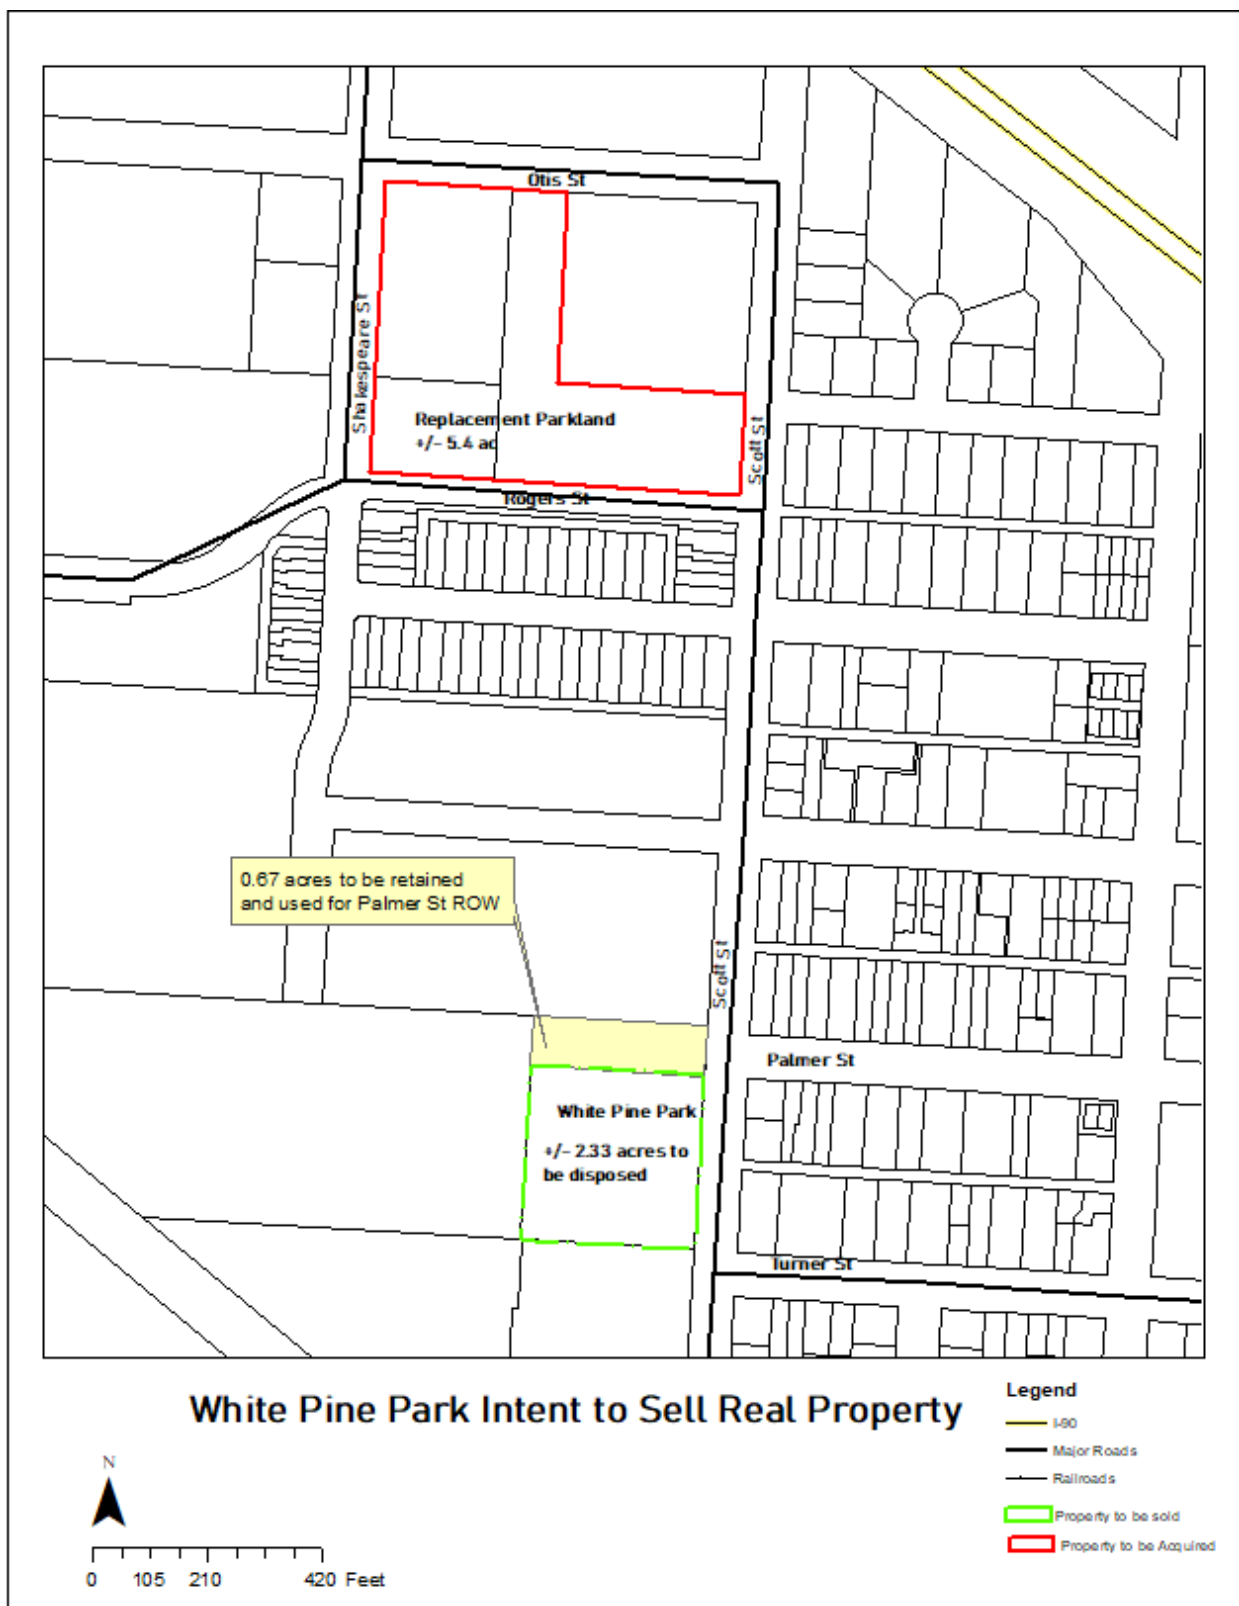 Otis St
Shakespeare St
Replacement Parkland
+/- 5.4 ac
Scott St
Rogers St
0.67 acres to be retained
and used for Palmer St ROW
Scott St
Palmer St
White Pine Park
+/- 2.33 acres to
be disposed
Turner St
White Pine Park Intent to Sell Real Property
Legend
I-90
Major Roads
Railroads
Property to be sold
Property to be Acquired
N
0 105 210 420 Feet